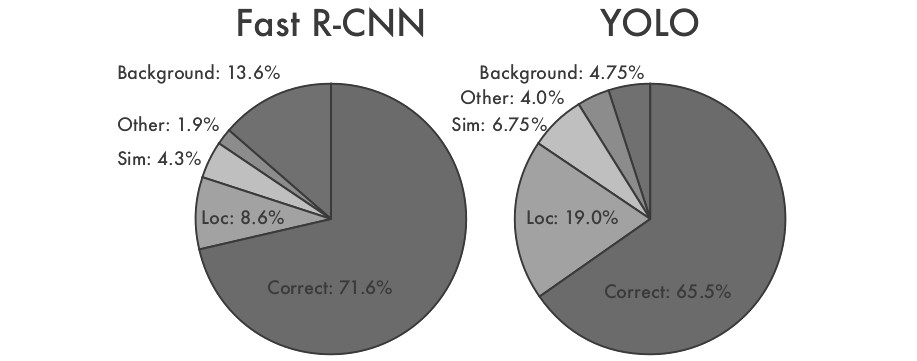 Fast R-CNN
Background: 13.6%
Other: 1.9%
Sim: 4.3%
Loc: 8.6%
Correct: 71.6%
YOLO
Background: 4.75%
Other: 4.0%
Sim: 6.75%
Loc: 19.0%
Correct: 65.5%